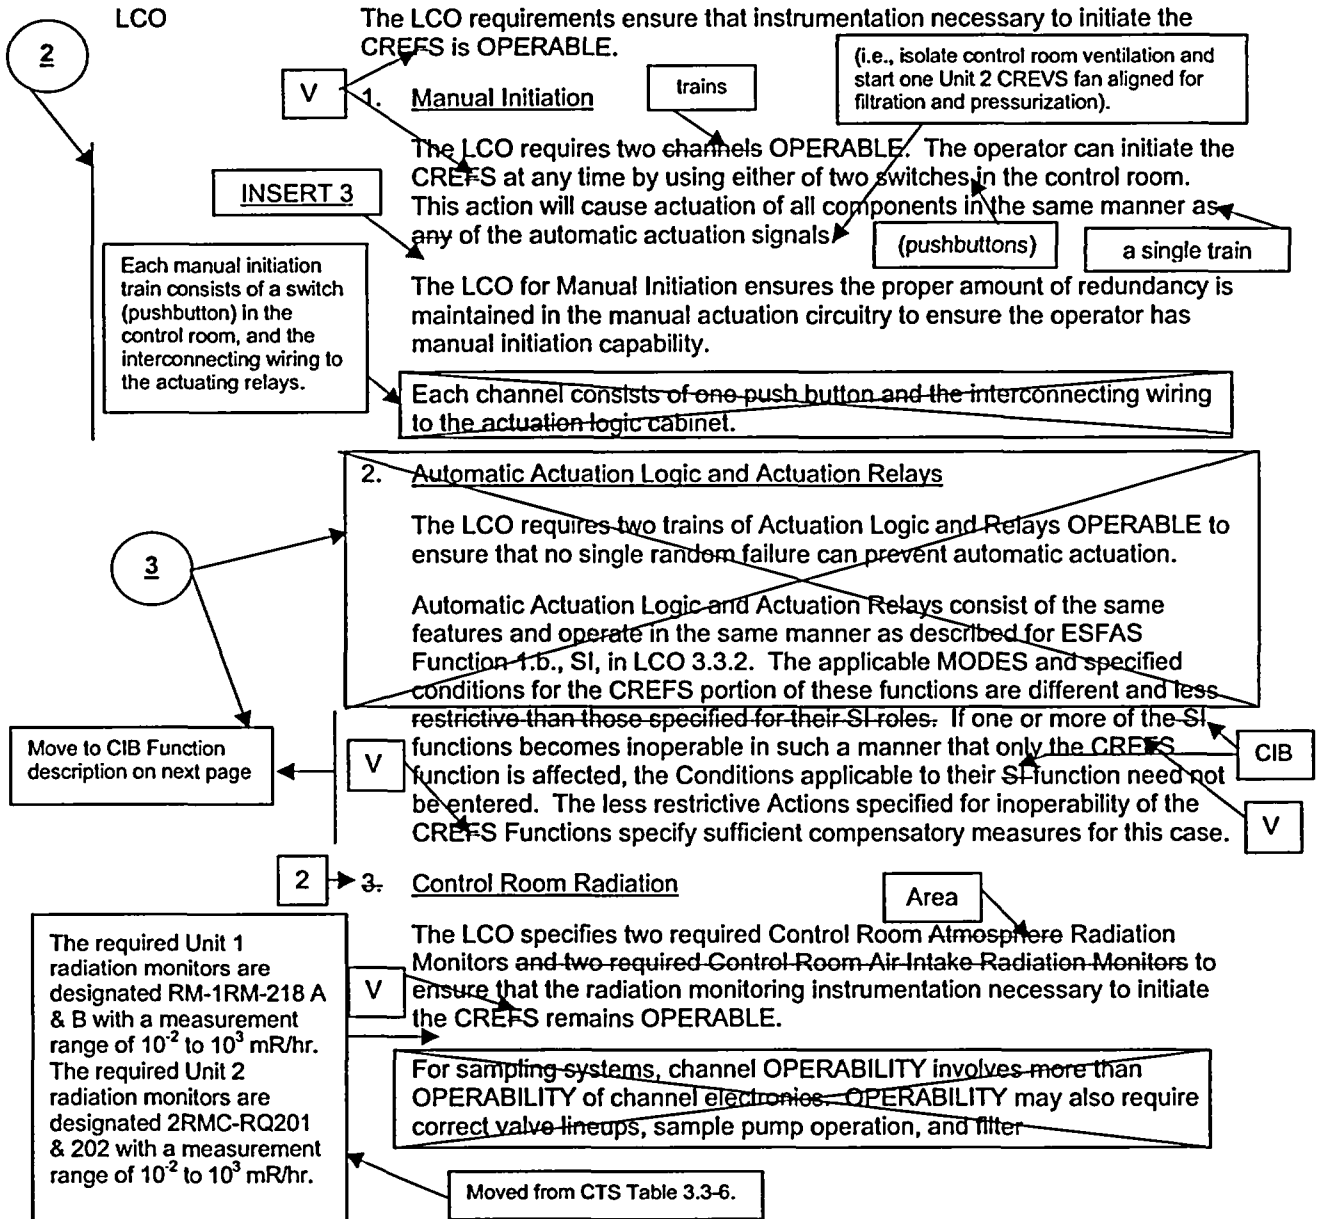 LCO
The LCO requirements ensure that instrumentation necessary to initiate the
CREFS is OPERABLE.
2
(i.e., isolate control room ventilation and
start one Unit 2 CREVS fan aligned for
filtration and pressurization).
V
trains
1. Manual Initiation
The LCO requires two channels OPERABLE. The operator can initiate the
CREFS at any time by using either of two switches in the control room.
This action will cause actuation of all components in the same manner as
any of the automatic actuation signals
INSERT 3
(pushbuttons)
a single train
Each manual initiation
train consists of a switch
(pushbutton) in the
control room, and the
interconnecting wiring to
the actuating relays.
The LCO for Manual Initiation ensures the proper amount of redundancy is
maintained in the manual actuation circuitry to ensure the operator has
manual initiation capability.
Each channel consists of one push button and the interconnecting wiring
to the actuation logic cabinet.
2. Automatic Actuation Logic and Actuation Relays
The LCO requires two trains of Actuation Logic and Relays OPERABLE to
ensure that no single random failure can prevent automatic actuation.
3
Automatic Actuation Logic and Actuation Relays consist of the same
features and operate in the same manner as described for ESFAS
Function 1.b., SI, in LCO 3.3.2. The applicable MODES and specified
conditions for the CREFS portion of these functions are different and less
restrictive than those specified for their SI roles. If one or more of the SI
functions becomes inoperable in such a manner that only the CREFS
function is affected, the Conditions applicable to their SI function need not
be entered. The less restrictive Actions specified for inoperability of the
CREFS Functions specify sufficient compensatory measures for this case.
Move to CIB Function
description on next page
V
CIB
V
2
3. Control Room Radiation
Area
The LCO specifies two required Control Room Atmosphere Radiation
Monitors and two required Control Room Air Intake Radiation Monitors to
ensure that the radiation monitoring instrumentation necessary to initiate
the CREFS remains OPERABLE.
V
The required Unit 1
radiation monitors are
designated RM-1RM-218 A
& B with a measurement
range of 10⁻² to 10³ mR/hr.
The required Unit 2
radiation monitors are
designated 2RMC-RQ201
& 202 with a measurement
range of 10⁻² to 10³ mR/hr.
For sampling systems, channel OPERABILITY involves more than
OPERABILITY of channel electronics. OPERABILITY may also require
correct valve lineups, sample pump operation, and filter
Moved from CTS Table 3.3-6.